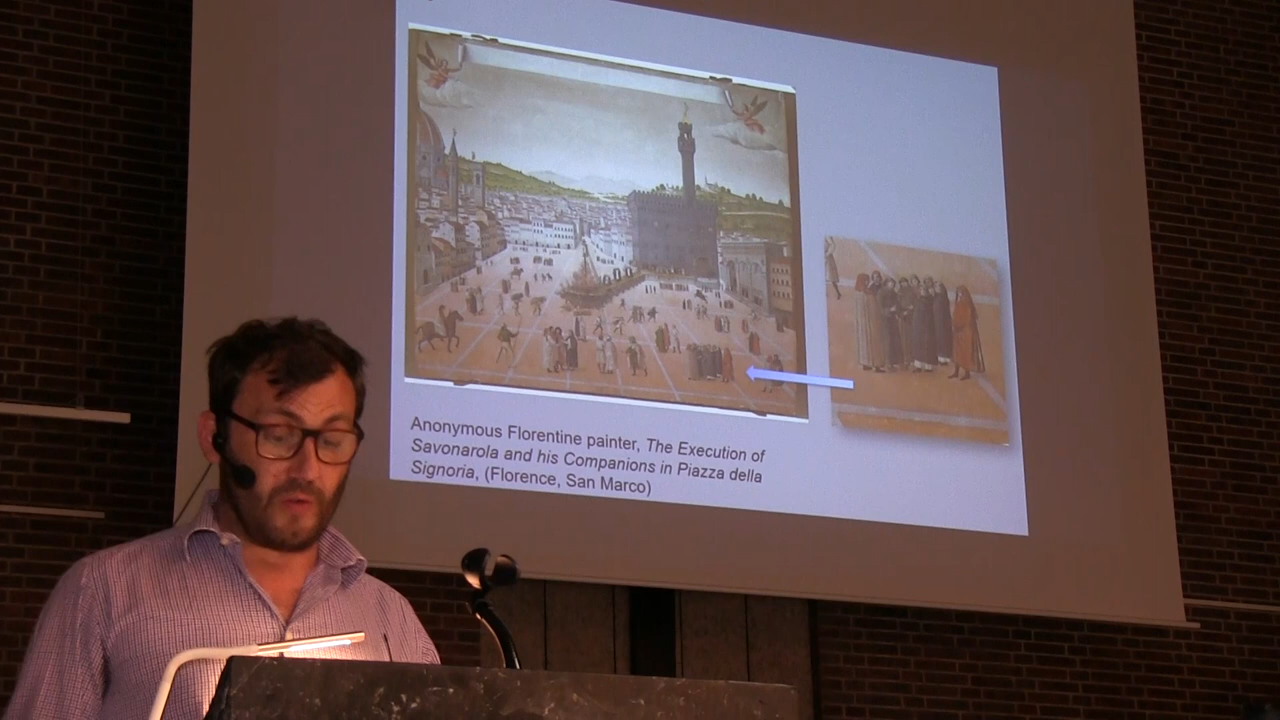 Anonymous Florentine painter, The Execution of
Savonarola and his Companions in Piazza della
Signoria, (Florence, San Marco)